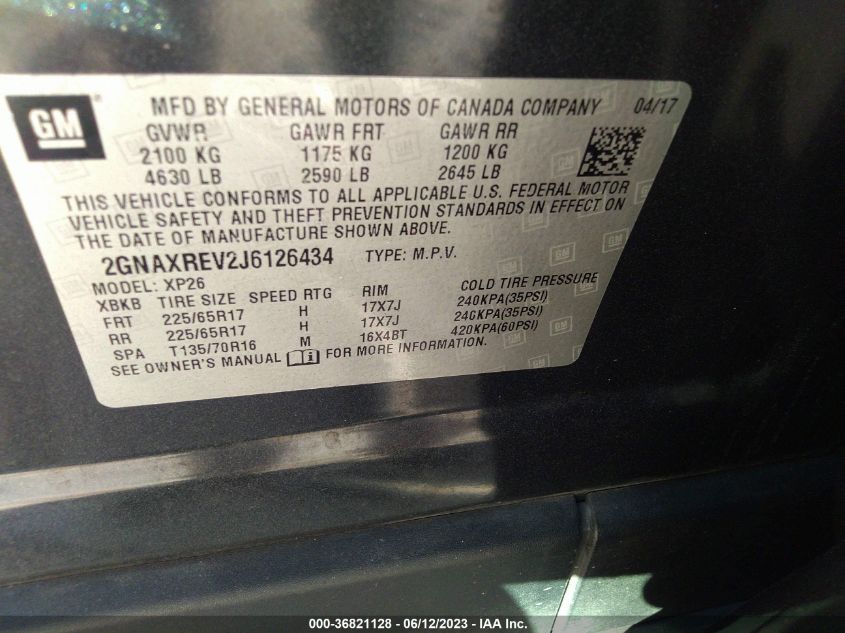 GM
MFD BY GENERAL MOTORS OF CANADA COMPANY 04/17
GVWR GAWR FRT GAWR RR
2100 KG 1175 KG 1200 KG
4630 LB 2590 LB 2645 LB
THIS VEHICLE CONFORMS TO ALL APPLICABLE U.S. FEDERAL MOTOR
VEHICLE SAFETY AND THEFT PREVENTION STANDARDS IN EFFECT ON
THE DATE OF MANUFACTURE SHOWN ABOVE.
2GNAXREV2J6126434 TYPE: M.P.V.
MODEL: XP26
XBKB TIRE SIZE SPEED RTG RIM COLD TIRE PRESSURE
FRT 225/65R17 H 17X7J 240KPA(35PSI)
RR 225/65R17 H 17X7J 240KPA(35PSI)
SPA T135/70R16 M 16X4BT 420KPA(60PSI)
SEE OWNER'S MANUAL FOR MORE INFORMATION.
000-36821128 - 06/12/2023 - IAA Inc.